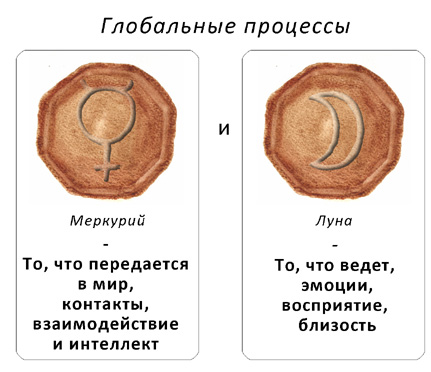 Глобальные процессы
Меркурий
-
То, что передается
в мир,
контакты,
взаимодействие
и интеллект
и
Луна
-
То, что ведет,
эмоции,
восприятие,
близость